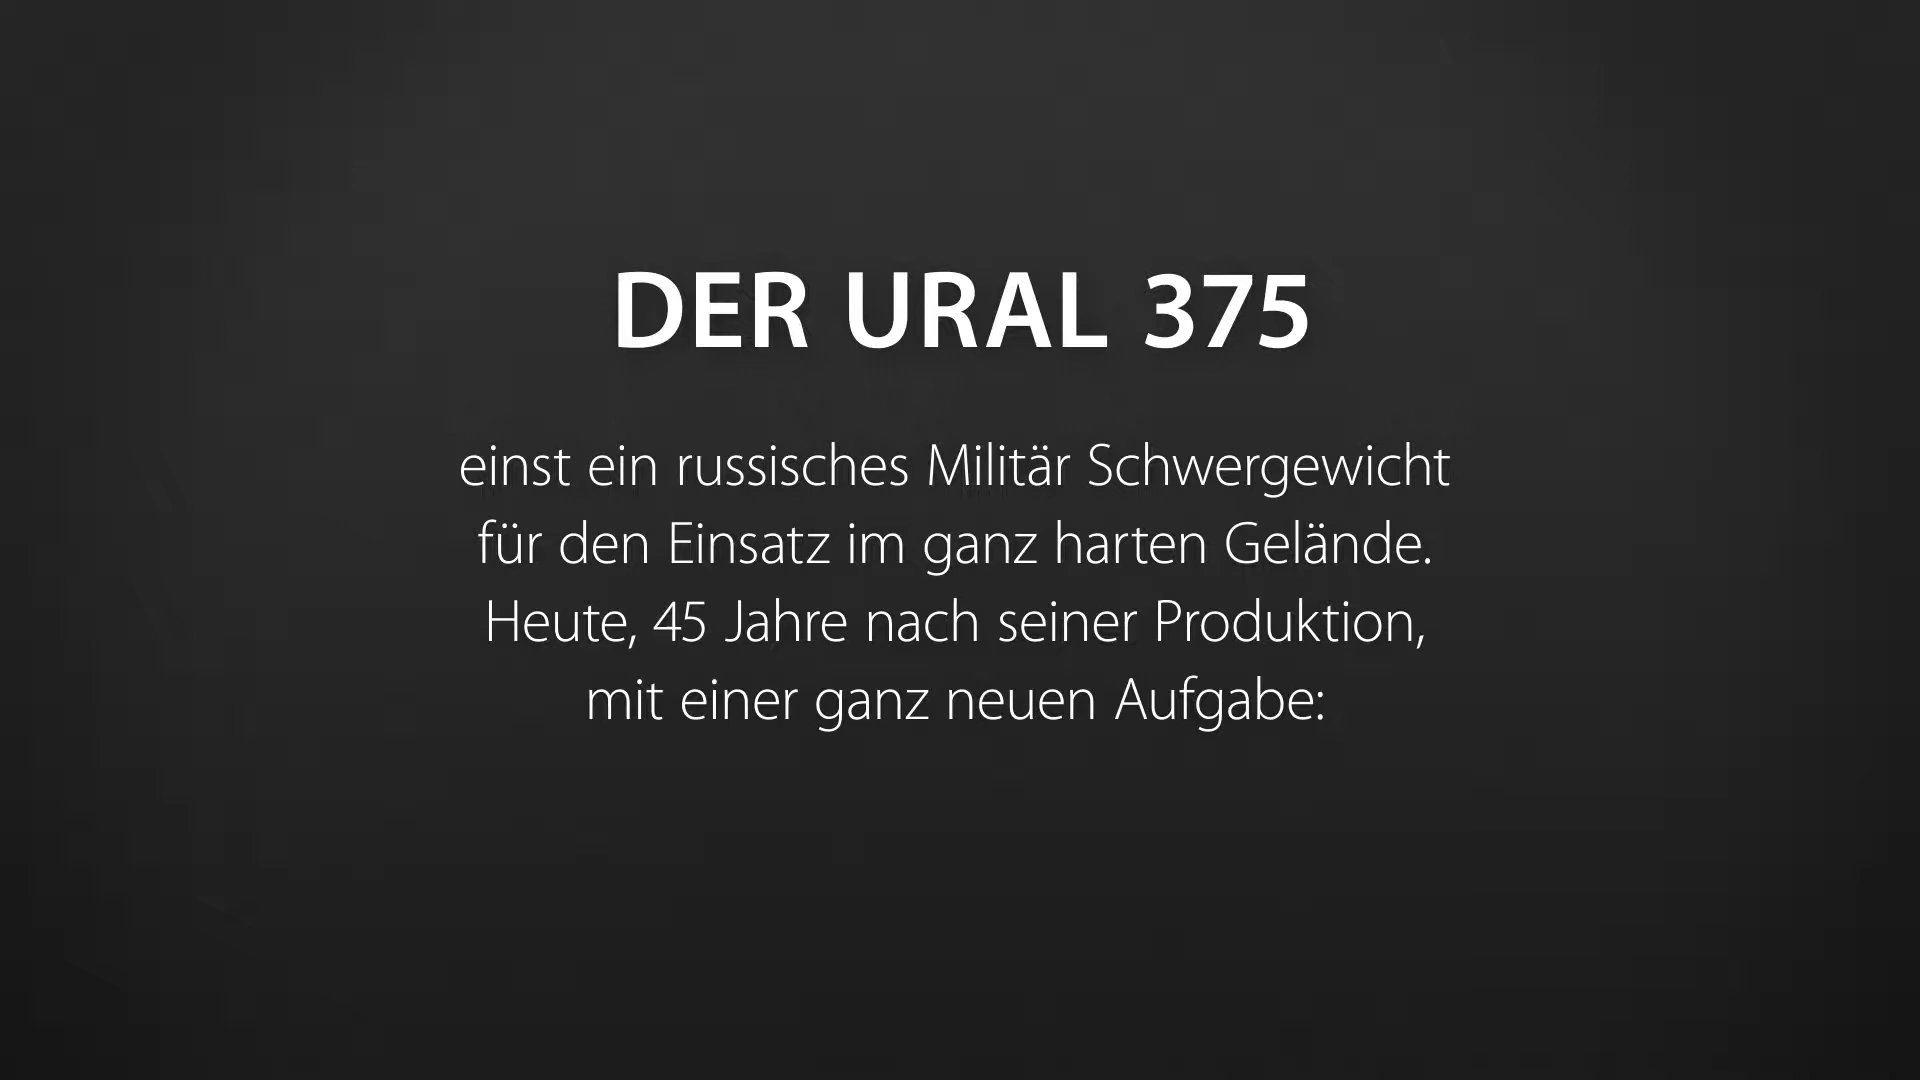 DER URAL 375
einst ein russisches Militär Schwergewicht
für den Einsatz im ganz harten Gelände.
Heute, 45 Jahre nach seiner Produktion,
mit einer ganz neuen Aufgabe: